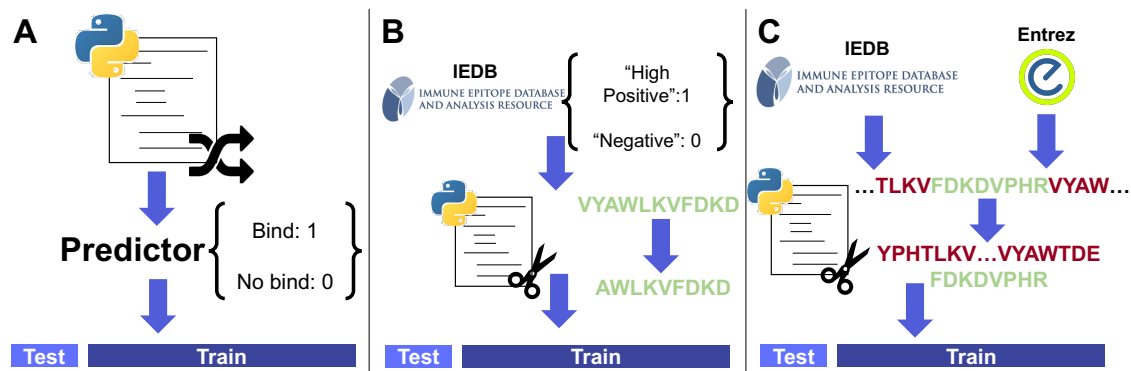 A
Predictor
Bind: 1
No bind: 0
Test
Train
B
IEDB
IMMUNE EPITOPE DATABASE
AND ANALYSIS RESOURCE
“High
Positive”:1
“Negative”: 0
VYAWLKVFDKD
AWLKVFDKD
Test
Train
C
IEDB
IMMUNE EPITOPE DATABASE
AND ANALYSIS RESOURCE
Entrez
e
...TLKVFDKDVPHRVYAW...
YPHTLKV...VYAWTDE
FDKDVPHR
Test
Train